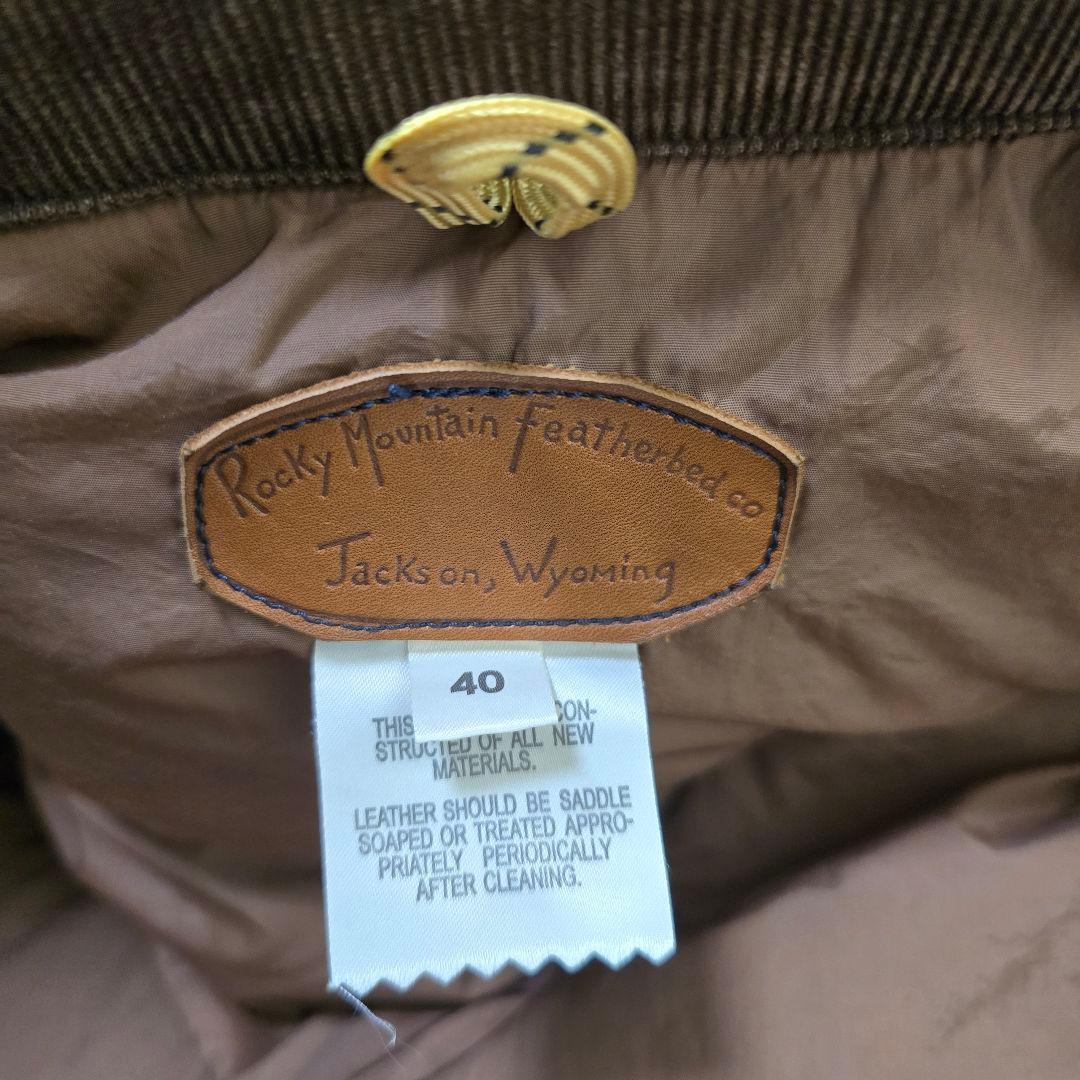 Rocky Mountain Featherbed co
Jackson, Wyoming
40
THIS CON-
STRUCTED OF ALL NEW
MATERIALS.
LEATHER SHOULD BE SADDLE
SOAPED OR TREATED APPRO-
PRIATELY PERIODICALLY
AFTER CLEANING.